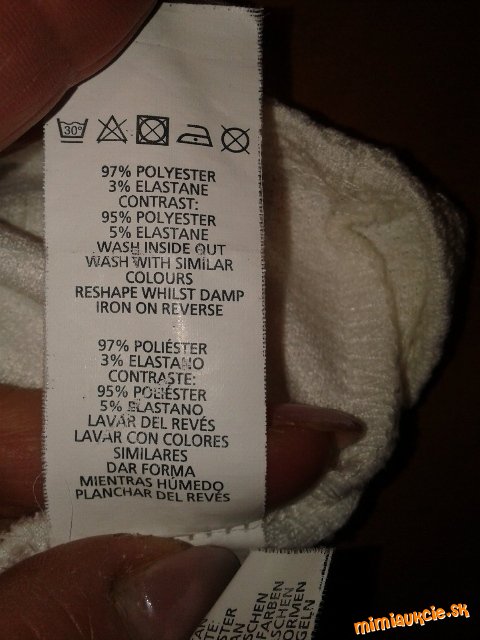 30°
97% POLYESTER
3% ELASTANE
CONTRAST:
95% POLYESTER
5% ELASTANE
WASH INSIDE OUT
WASH WITH SIMILAR
COLOURS
RESHAPE WHILST DAMP
IRON ON REVERSE
97% POLIÉSTER
3% ELASTANO
CONTRASTE:
95% POLIÉSTER
5% ELASTANO
LAVAR DEL REVÉS
LAVAR CON COLORES
SIMILARES
DAR FORMA
MIENTRAS HÚMEDO
PLANCHAR DEL REVÉS
mimiaukcie.sk